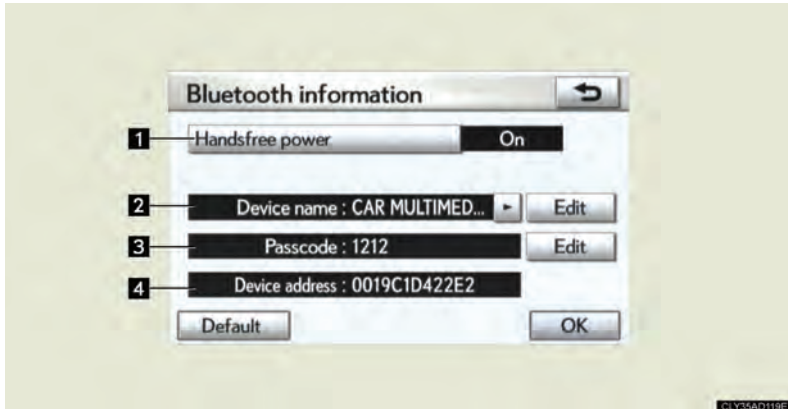 Bluetooth information
1 Handsfree power On
2 Device name : CAR MULTIMED... Edit
3 Passcode : 1212 Edit
4 Device address : 0019C1D422E2
Default OK
CLY35AD119E